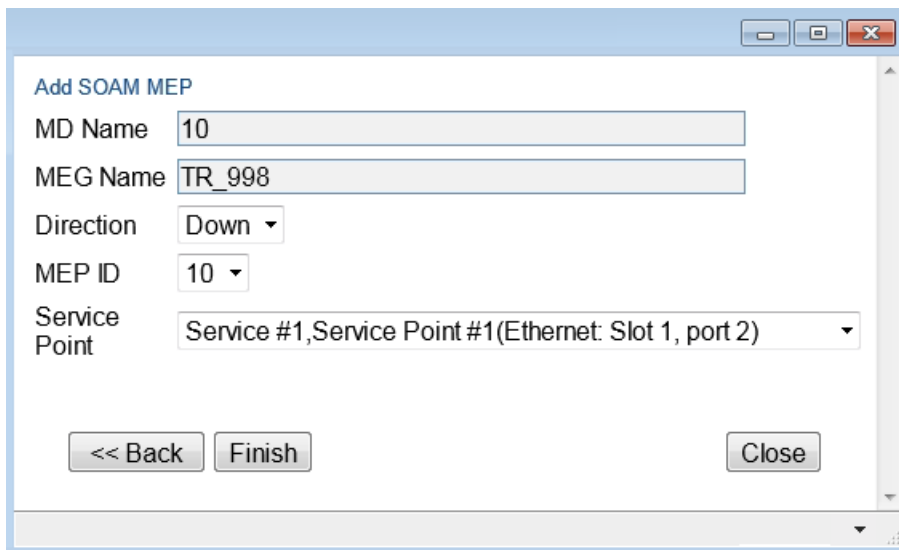 Add SOAM MEP
MD Name 10
MEG Name TR_998
Direction Down
MEP ID 10
Service
Point Service #1,Service Point #1(Ethernet: Slot 1, port 2)
<< Back Finish Close